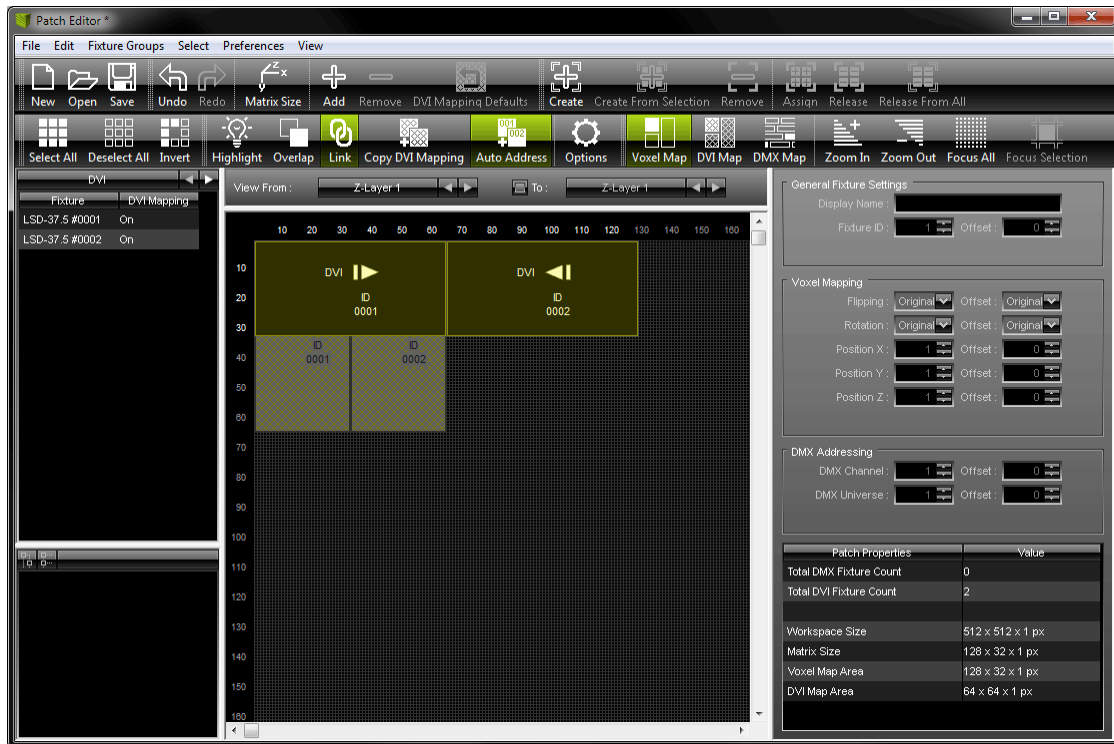 Patch Editor *
File Edit Fixture Groups Select Preferences View
New Open Save Undo Redo Matrix Size Add Remove DVI Mapping Defaults Create Create From Selection Remove Assign Release Release From All
Select All Deselect All Invert Highlight Overlap Link Copy DVI Mapping Auto Address Options Voxel Map DVI Map DMX Map Zoom In Zoom Out Focus All Focus Selection
DVI
Fixture DVI Mapping
LSD-37.5 #0001 On
LSD-37.5 #0002 On
View From : Z-Layer 1 To : Z-Layer 1
10 20 30 40 50 60 70 80 90 100 110 120 130 140 150 160
10
20
30
40
50
60
70
80
90
100
110
120
130
140
150
160
DVI
ID
0001
DVI
ID
0002
ID
0001
ID
0002
General Fixture Settings
Display Name :
Fixture ID : 1 Offset : 0
Voxel Mapping
Flipping : Original Offset : Original
Rotation : Original Offset : Original
Position X : 1 Offset : 0
Position Y : 1 Offset : 0
Position Z : 1 Offset : 0
DMX Addressing
DMX Channel : 1 Offset : 0
DMX Universe : 1 Offset : 0
Patch Properties Value
Total DMX Fixture Count 0
Total DVI Fixture Count 2
Workspace Size 512 x 512 x 1 px
Matrix Size 128 x 32 x 1 px
Voxel Map Area 128 x 32 x 1 px
DVI Map Area 64 x 64 x 1 px